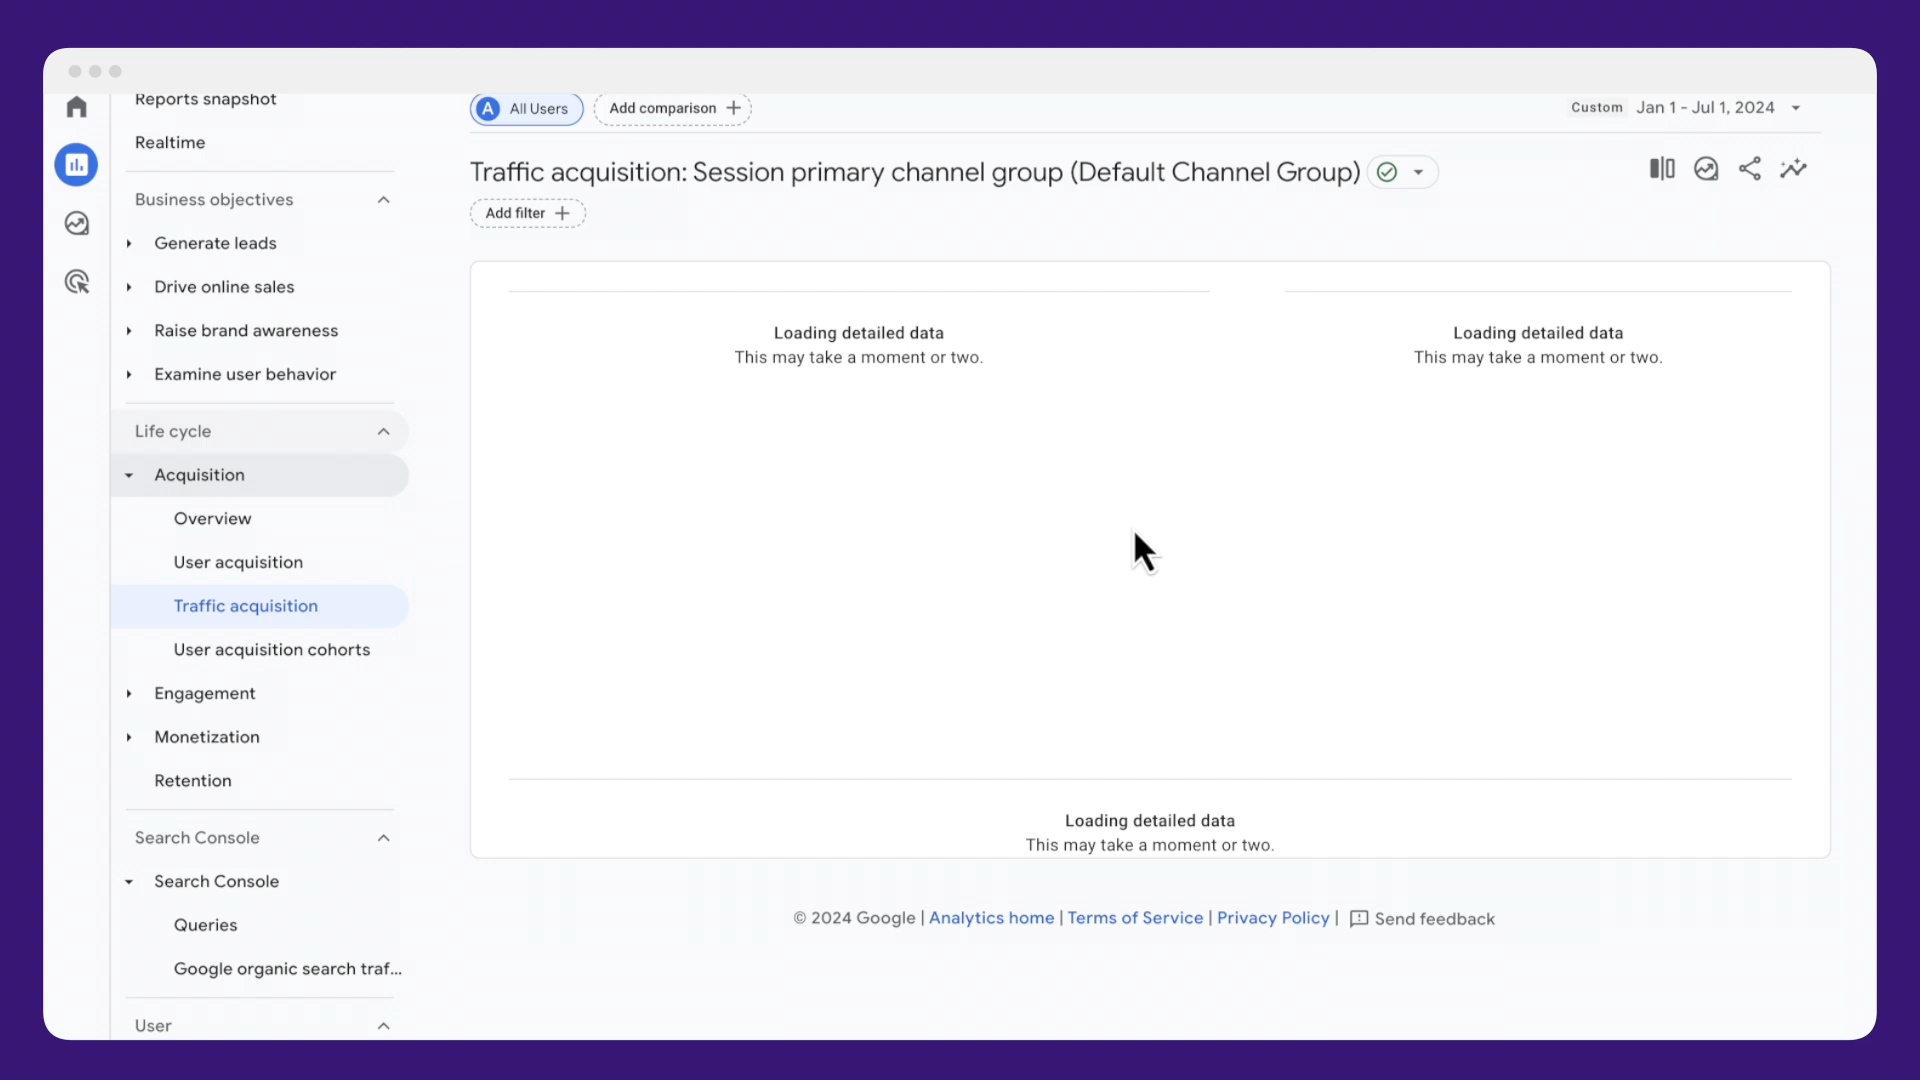 Reports snapshot
Realtime
Business objectives
Generate leads
Drive online sales
Raise brand awareness
Examine user behavior
Life cycle
Acquisition
Overview
User acquisition
Traffic acquisition
User acquisition cohorts
Engagement
Monetization
Retention
Search Console
Search Console
Queries
Google organic search traf...
User
A All Users Add comparison +
Custom Jan 1 - Jul 1, 2024
Traffic acquisition: Session primary channel group (Default Channel Group)
Add filter +
Loading detailed data
This may take a moment or two.
Loading detailed data
This may take a moment or two.
Loading detailed data
This may take a moment or two.
© 2024 Google | Analytics home | Terms of Service | Privacy Policy | Send feedback